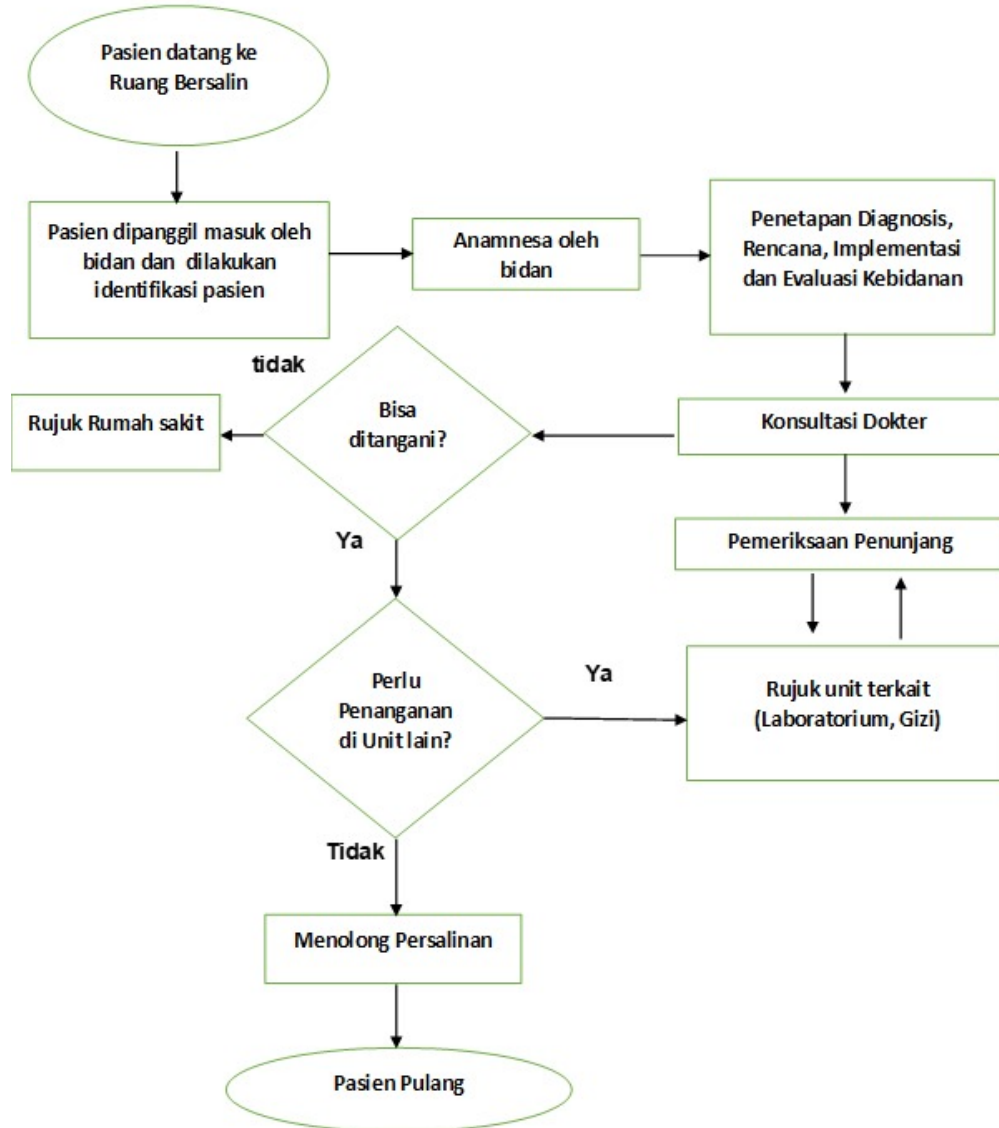 Pasien datang ke
Ruang Bersalin
Pasien dipanggil masuk oleh
bidan dan dilakukan
identifikasi pasien
Anamnesa oleh
bidan
Penetapan Diagnosis,
Rencana, Implementasi
dan Evaluasi Kebidanan
Konsultasi Dokter
tidak
Bisa
ditangani?
Rujuk Rumah sakit
Ya
Pemeriksaan Penunjang
Perlu
Penanganan
di Unit lain?
Ya
Rujuk unit terkait
(Laboratorium, Gizi)
Tidak
Menolong Persalinan
Pasien Pulang